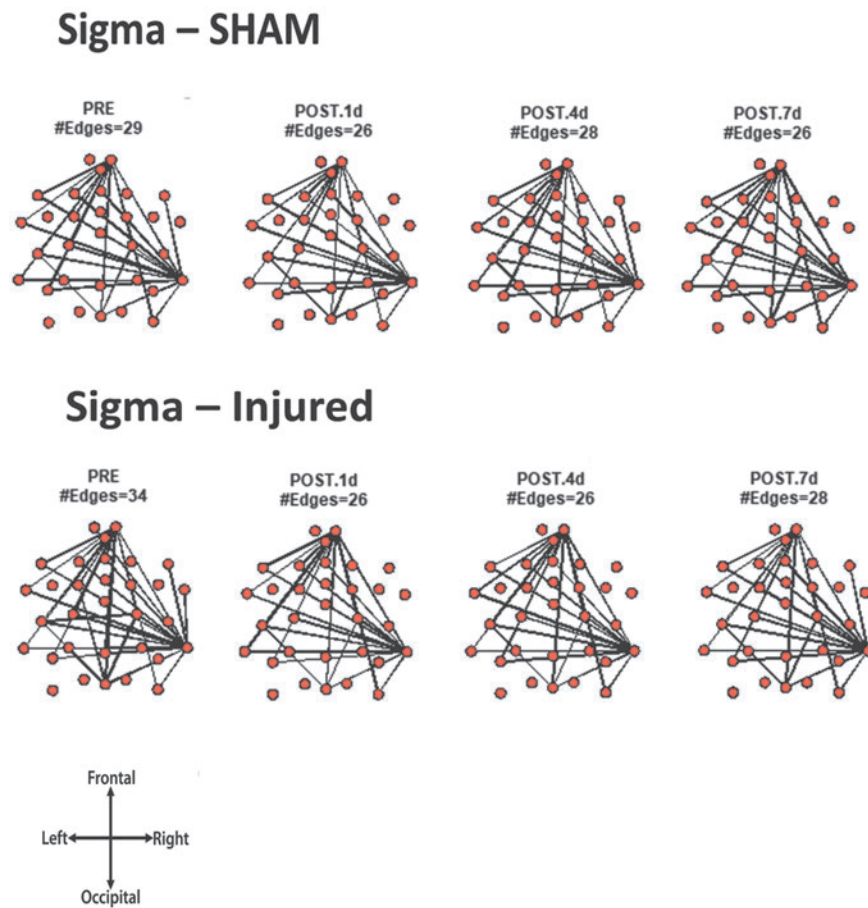 Sigma – SHAM
PRE
#Edges=29
POST.1d
#Edges=26
POST.4d
#Edges=28
POST.7d
#Edges=26
Sigma – Injured
PRE
#Edges=34
POST.1d
#Edges=26
POST.4d
#Edges=26
POST.7d
#Edges=28
Frontal
Left
Right
Occipital